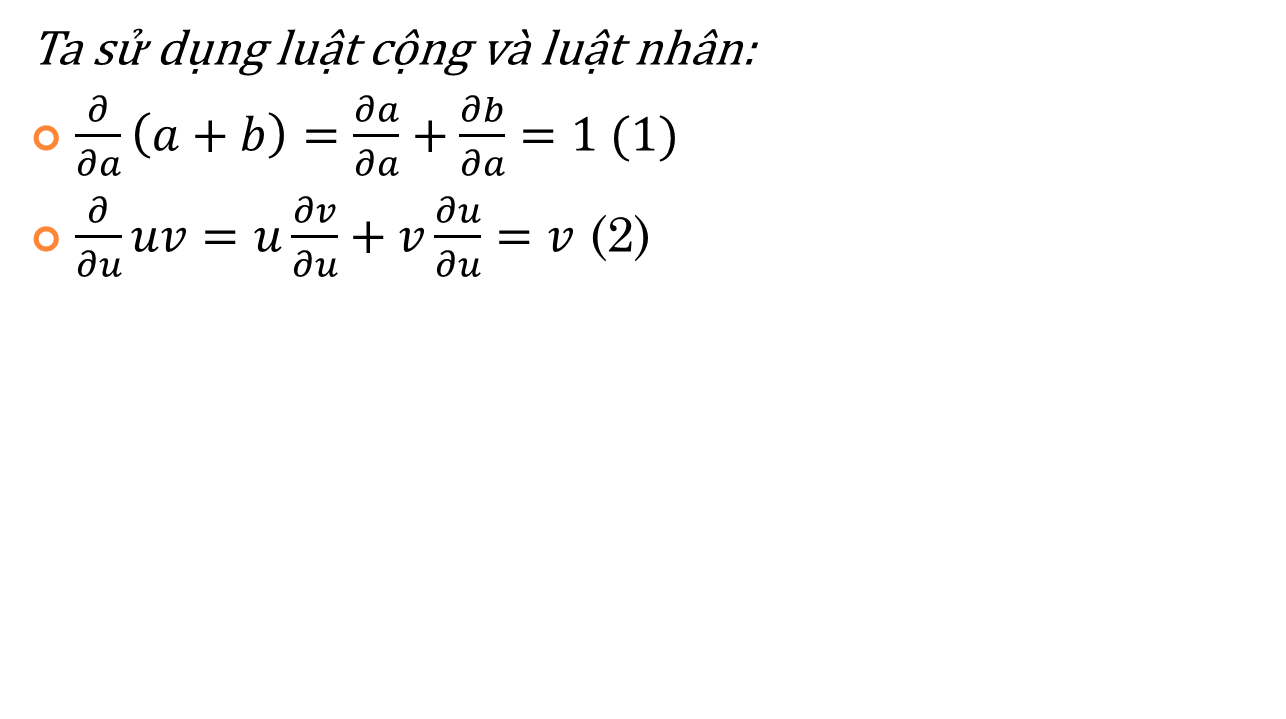 Ta sử dụng luật cộng và luật nhân:
∂/∂a (a + b) = ∂a/∂a + ∂b/∂a = 1 (1)
∂/∂u uv = u ∂v/∂u + v ∂u/∂u = v (2)